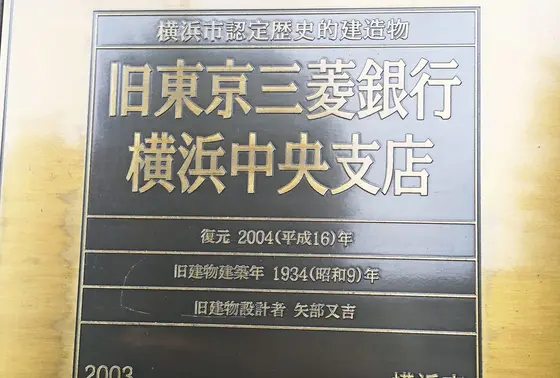 横浜市認定歴史的建造物
旧東京三菱銀行
横浜中央支店
復元 2004(平成16)年
旧建物建築年 1934(昭和9)年
旧建物設計者 矢部又吉
2003